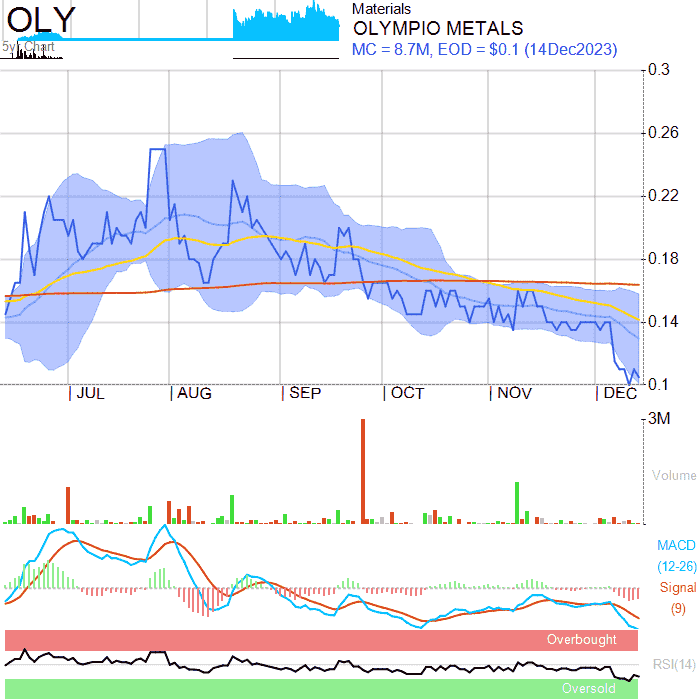 OLY
5yr Chart
Materials
OLYMPIO METALS
MC = 8.7M, EOD = $0.1 (14Dec2023)
0.3
0.26
0.22
0.18
0.14
0.1
JUL AUG SEP OCT NOV DEC
3M
Volume
MACD
(12-26)
Signal
(9)
Overbought
RSI(14)
Oversold